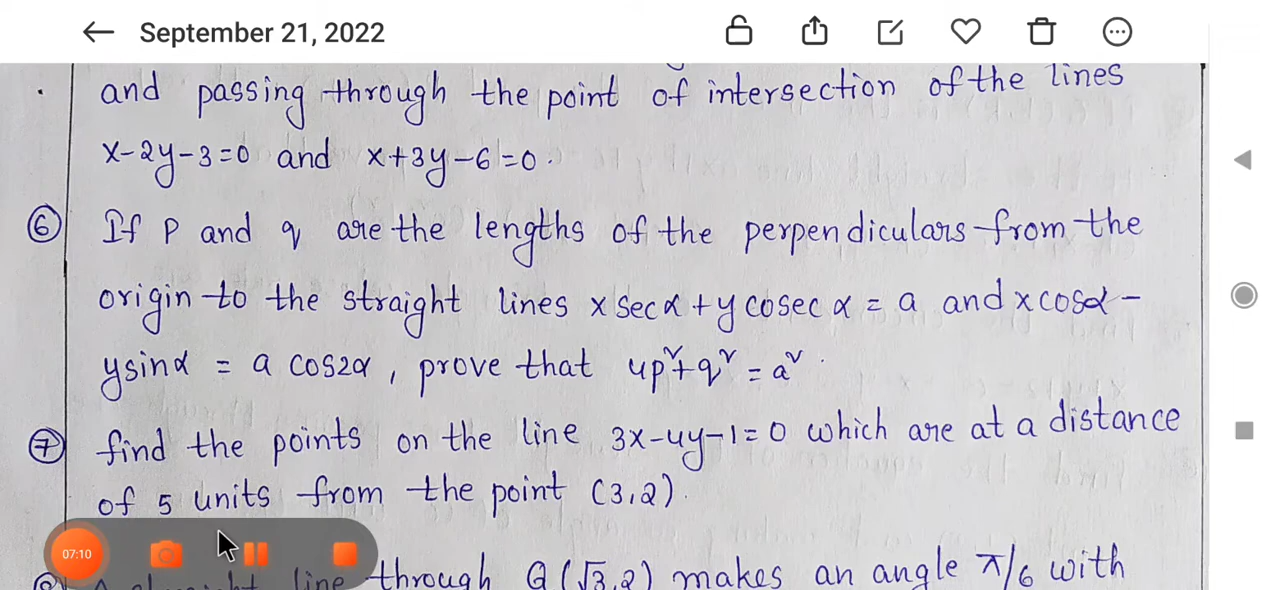 September 21, 2022
and passing through the point of intersection of the lines
x-2y-3=0 and x+3y-6=0.
⑥ If P and q are the lengths of the perpendiculars from the
origin to the straight lines x secα + y cosec α = a and x cosα -
ysinα = a cos2α, prove that 4p²+q² = a².
⑦ find the points on the line 3x-4y-1=0 which are at a distance
of 5 units from the point (3,2).
07:10
line through Q(√3,2) makes an angle π/6 with